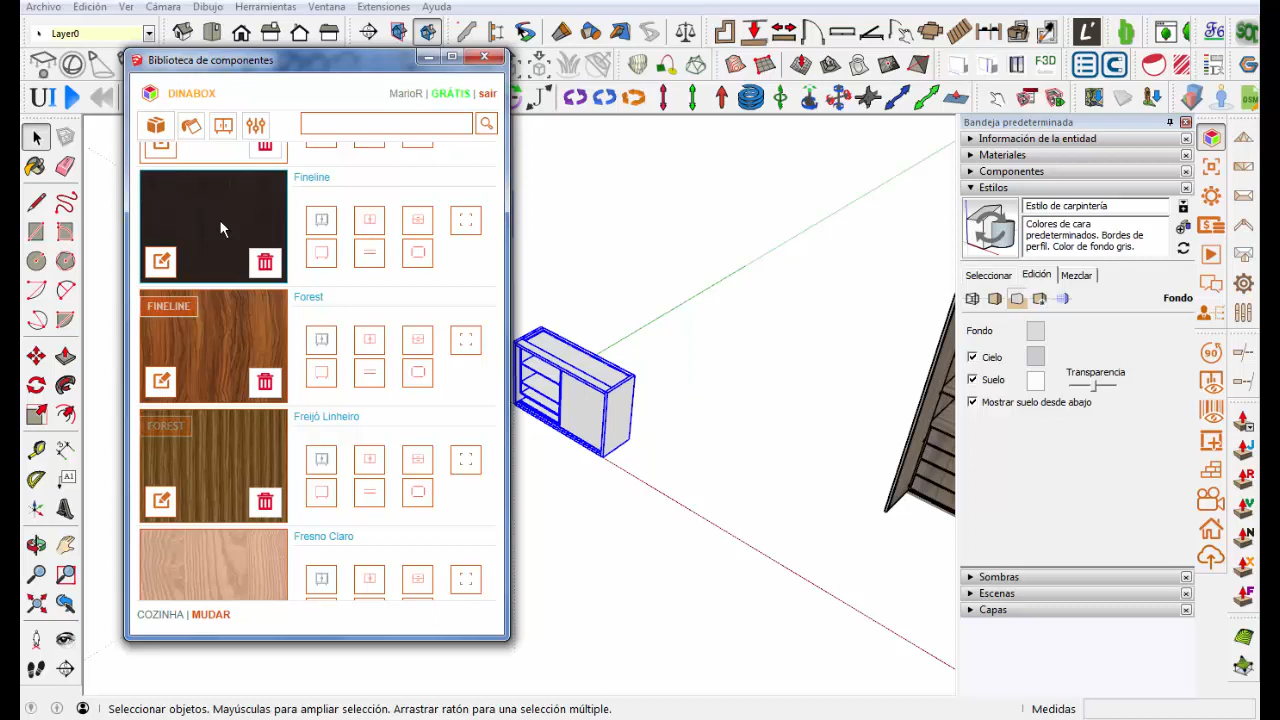 Archivo Edición Ver Cámara Dibujo Herramientas Ventana Extensiones Ayuda
Layer0
L'
F6
F3D
UI
Biblioteca de componentes
DINABOX
MarioR | GRÁTIS | sair
Fineline
Forest
FINELINE
Freijó Linheiro
FOREST
Fresno Claro
COZINHA | MUDAR
A1
Bandeja predeterminada
Información de la entidad
Materiales
Componentes
Estilos
Estilo de carpintería
Colores de cara
predeterminados. Bordes de
perfil. Color de fondo gris.
Seleccionar Edición Mezclar
Fondo
Fondo
Cielo
Suelo
Transparencia
Mostrar suelo desde abajo
Sombras
Escenas
Capas
90
J
R
V
N
X
F
Seleccionar objetos. Mayúsculas para ampliar selección. Arrastrar ratón para una selección múltiple.
Medidas